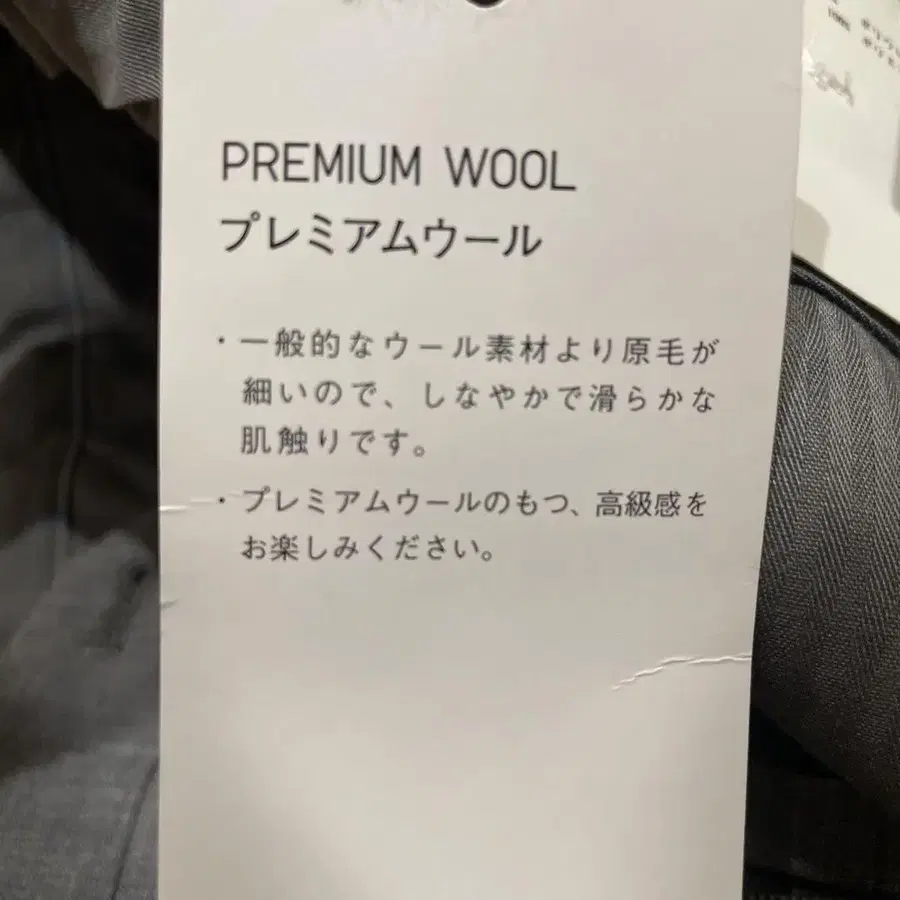 PREMIUM WOOL
プレミアムウール
・一般的なウール素材より原毛が
細いので、しなやかで滑らかな
肌触りです。
・プレミアムウールのもつ、高級感を
お楽しみください。